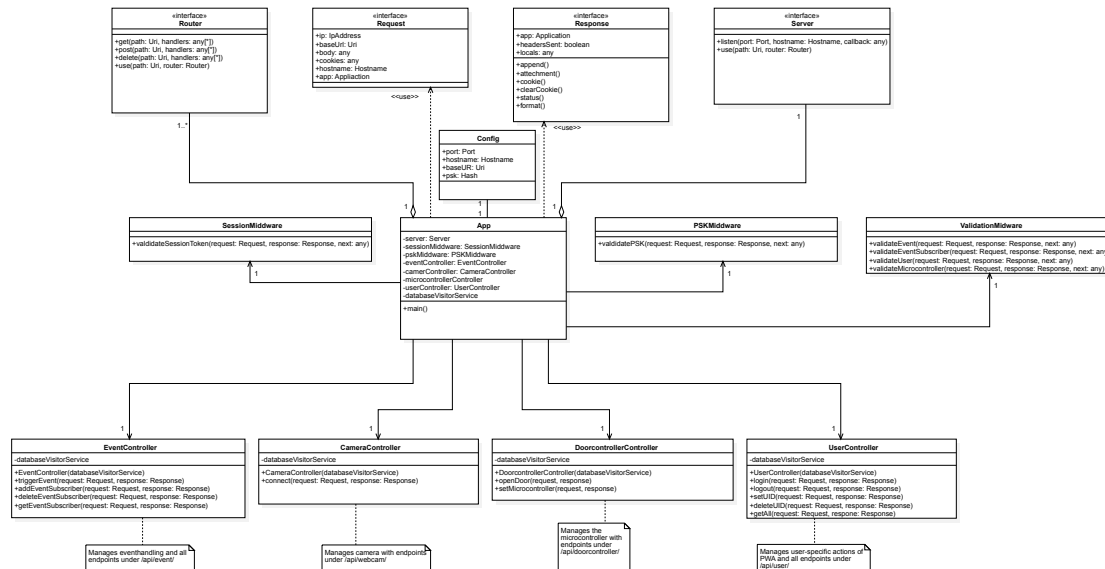 «interface»
Router
+get(path: Uri, handlers: any[*])
+post(path: Uri, handlers: any[*])
+delete(path: Uri, handlers: any[*])
+use(path: Uri, router: Router)
«interface»
Request
+ip: IpAddress
+baseUrl: Uri
+body: any
+cookies: any
+hostname: Hostname
+app: Appliaction
«interface»
Response
+app: Application
+headersSent: boolean
+locals: any
+append()
+attechment()
+cookie()
+clearCookie()
+status()
+format()
«interface»
Server
+listen(port: Port, hostname: Hostname, callback: any)
+use(path: Uri, router: Router)
<<use>>
<<use>>
1..*
1
Config
+port: Port
+hostname: Hostname
+baseUR: Uri
+psk: Hash
1
1
1
1
SessionMiddware
+valdidateSessionToken(request: Request, response: Response, next: any)
1
App
-server: Server
-sessionMiddware: SessionMiddware
-pskMiddware: PSKMiddware
-eventController: EventController
-camerController: CameraController
-microcontrollerController
-userController: UserController
-databaseVisitorService
+main()
PSKMiddware
+valdidatePSK(request: Request, response: Response, next: any)
1
ValidationMidware
+validateEvent(request: Request, response: Response, next: any)
+validateEventSubscriber(request: Request, response: Response, next: any)
+validateUser(request: Request, response: Response, next: any)
+validateMicrocontroller(request: Request, response: Response, next: any)
1
1
1
1
1
EventController
-databaseVisitorService
+EventController(databaseVisitorService)
+triggerEvent(request: Request, response: Response)
+addEventSubscriber(request: Request, response: Response)
+deleteEventSubscriber(request: Request, response: Response)
+getEventSubscriber(request: Request, respone: Response)
CameraController
-databaseVisitorService
+CameraController(databaseVisitorService)
+connect(request: Request, response: Response)
DoorcontrollerController
-databaseVisitorService
+DoorcontrollerController(databaseVisitorService)
+openDoor(request, response)
+setMicrocontroller(request, response)
UserController
-databaseVisitorService
+UserController(databaseVisitorService)
+login(request: Request, response: Response)
+logout(request: Request, response: Response)
+setUID(request: Request, response: Response)
+deleteUID(request: Request, response: Response)
+getAll(request: Request, respone: Response)
Manages eventhandling and all
endpoints under /api/event/
Manages camera with endpoints
under /api/webcam/
Manages the
microcontroller with
endpoints under
/api/doorcontroller/
Manages user-specific actions of
PWA and all endpoints under
/api/user/